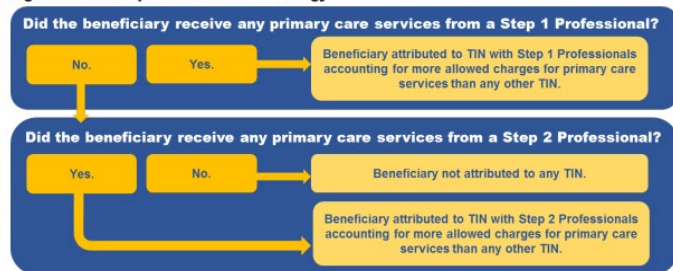 Did the beneficiary receive any primary care services from a Step 1 Professional?
No.
Yes.
Beneficiary attributed to TIN with Step 1 Professionals
accounting for more allowed charges for primary care
services than any other TIN.
Did the beneficiary receive any primary care services from a Step 2 Professional?
Yes.
No.
Beneficiary not attributed to any TIN.
Beneficiary attributed to TIN with Step 2 Professionals
accounting for more allowed charges for primary care
services than any other TIN.